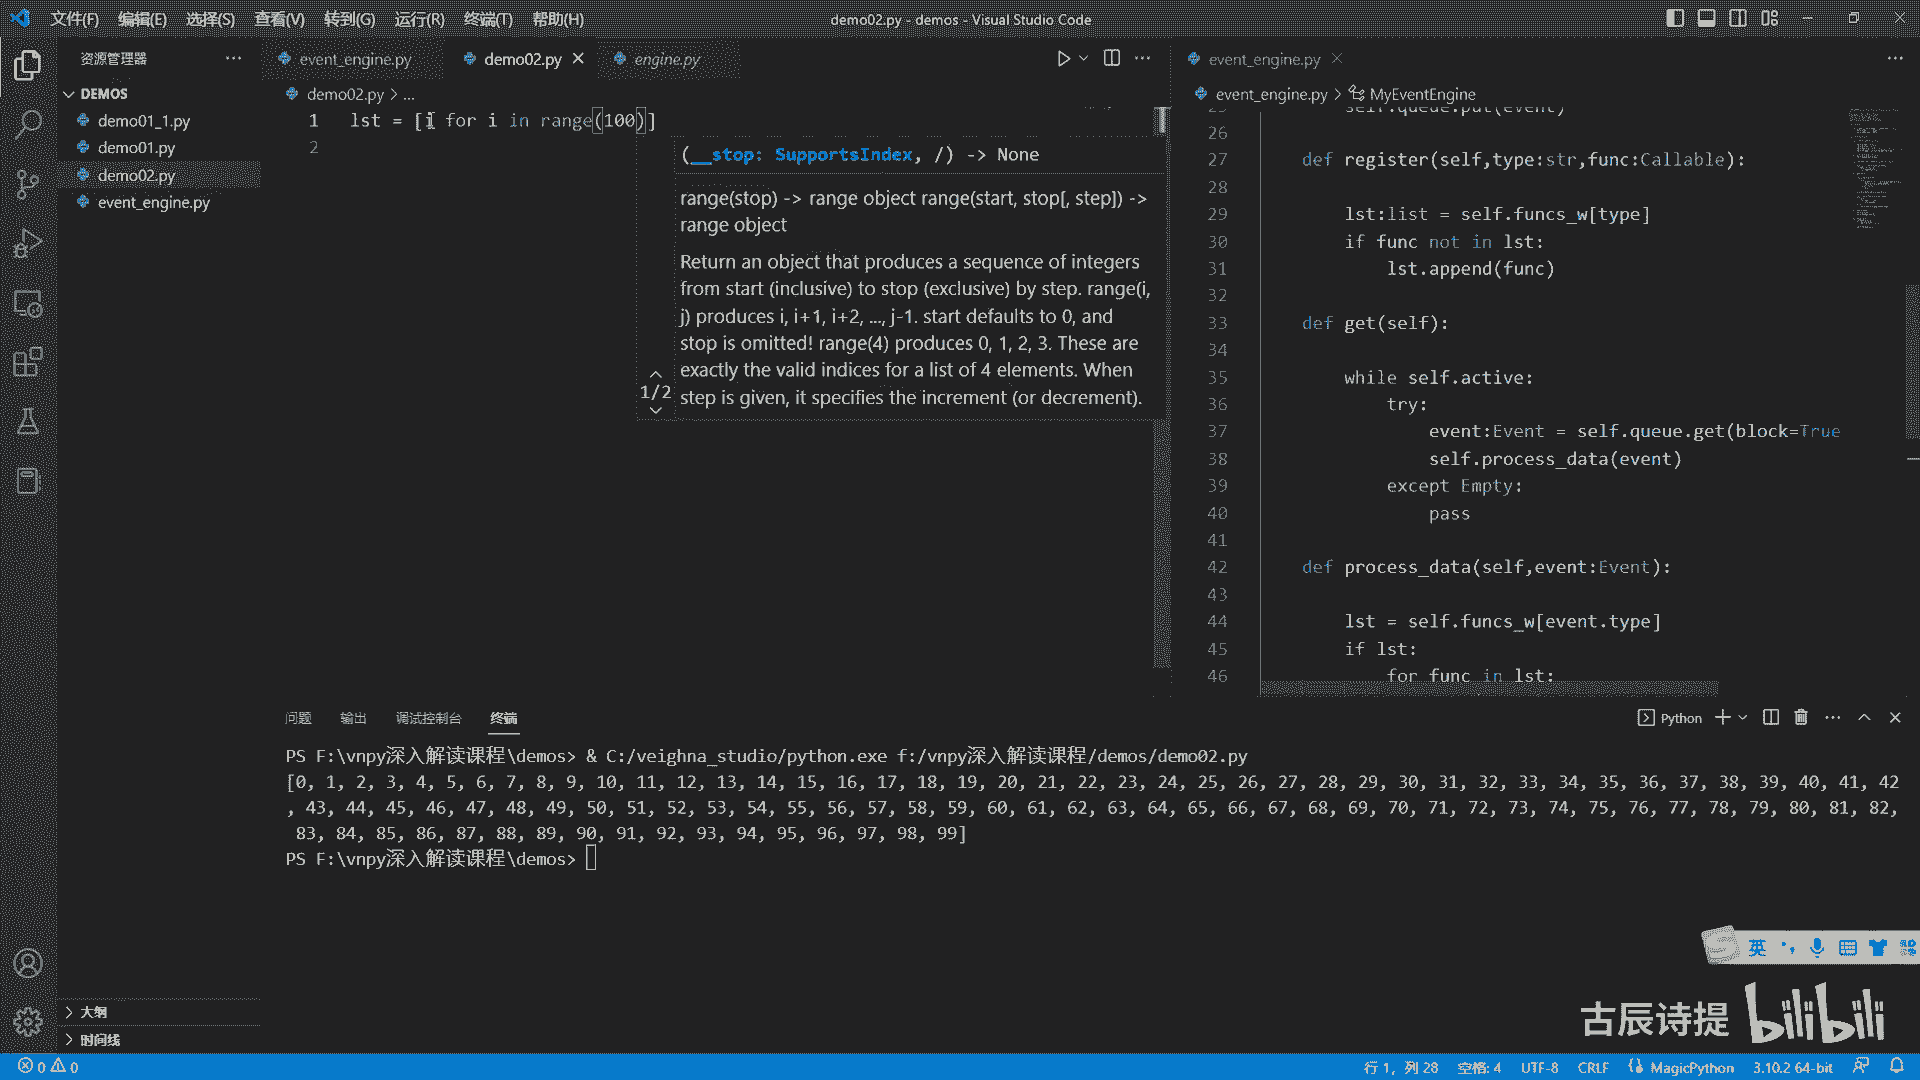 文件(F) 编辑(E) 选择(S) 查看(V) 转到(G) 运行(R) 终端(T) 帮助(H)
demo02.py - demos - Visual Studio Code
资源管理器
DEMOS
demo01_1.py
demo01.py
demo02.py
event_engine.py
大纲
时间线
event_engine.py demo02.py engine.py
demo02.py > ...
1 lst = [i for i in range(100)]
2
(__stop: SupportsIndex, /) -> None
range(stop) -> range object range(start, stop[, step]) ->
range object
Return an object that produces a sequence of integers
from start (inclusive) to stop (exclusive) by step. range(i,
j) produces i, i+1, i+2, ..., j-1. start defaults to 0, and
stop is omitted! range(4) produces 0, 1, 2, 3. These are
exactly the valid indices for a list of 4 elements. When
step is given, it specifies the increment (or decrement).
1/2
event_engine.py
event_engine.py > MyEventEngine
25 self.queue.put(event)
26
27 def register(self,type:str,func:Callable):
28
29 lst:list = self.funcs_w[type]
30 if func not in lst:
31 lst.append(func)
32
33 def get(self):
34
35 while self.active:
36 try:
37 event:Event = self.queue.get(block=True
38 self.process_data(event)
39 except Empty:
40 pass
41
42 def process_data(self,event:Event):
43
44 lst = self.funcs_w[event.type]
45 if lst:
46 for func in lst:
问题 输出 调试控制台 终端
Python
PS F:\vnpy深入解读课程\demos> & C:/veighna_studio/python.exe f:/vnpy深入解读课程/demos/demo02.py
[0, 1, 2, 3, 4, 5, 6, 7, 8, 9, 10, 11, 12, 13, 14, 15, 16, 17, 18, 19, 20, 21, 22, 23, 24, 25, 26, 27, 28, 29, 30, 31, 32, 33, 34, 35, 36, 37, 38, 39, 40, 41, 42
, 43, 44, 45, 46, 47, 48, 49, 50, 51, 52, 53, 54, 55, 56, 57, 58, 59, 60, 61, 62, 63, 64, 65, 66, 67, 68, 69, 70, 71, 72, 73, 74, 75, 76, 77, 78, 79, 80, 81, 82,
83, 84, 85, 86, 87, 88, 89, 90, 91, 92, 93, 94, 95, 96, 97, 98, 99]
PS F:\vnpy深入解读课程\demos>
英
古辰诗提 bilibili
0 0
行 1, 列 28 空格: 4 UTF-8 CRLF MagicPython 3.10.2 64-bit